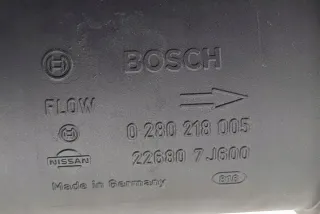 BOSCH
FLOW
0 280 218 005
NISSAN 22680 7J600
Made in Germany